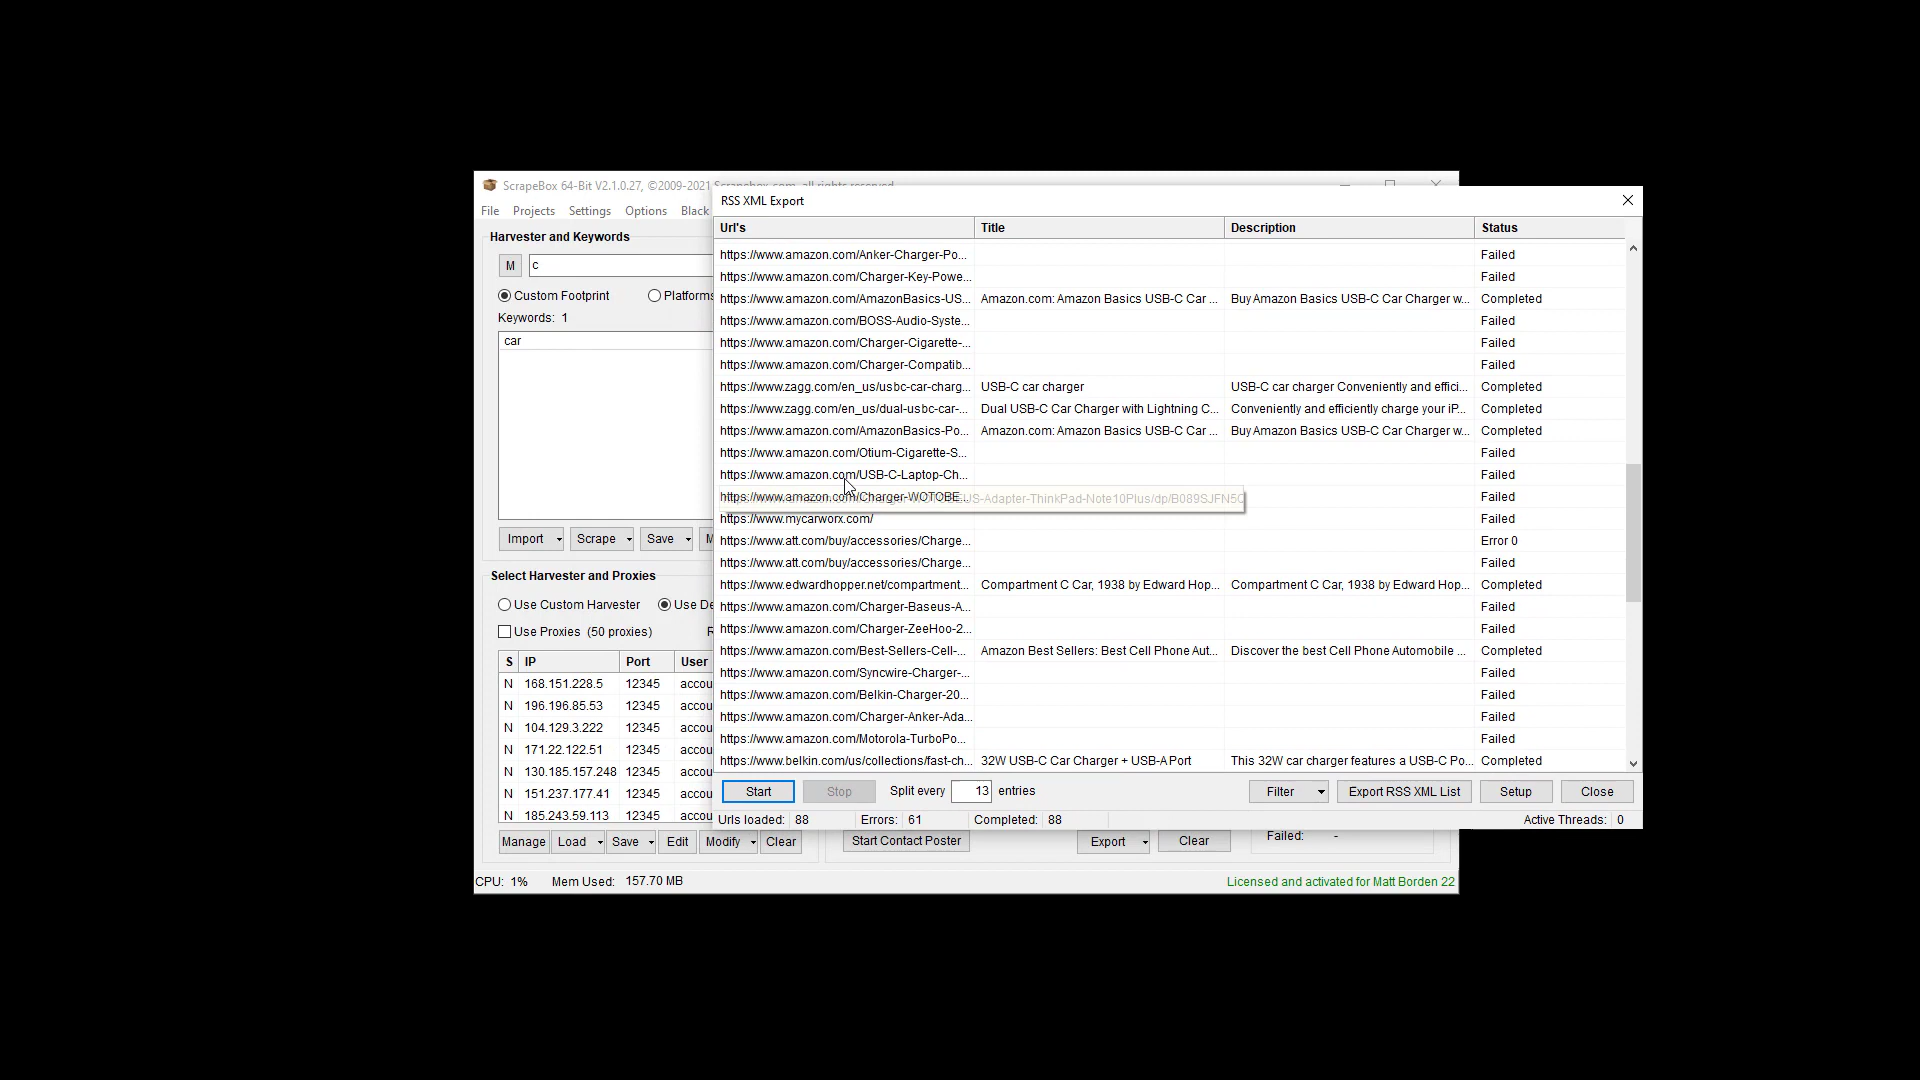 ScrapeBox 64-Bit V2.1.0.27, ©2009-2021 Scrapebox.com, all rights reserved
File Projects Settings Options Black
Harvester and Keywords
M c
Custom Footprint Platforms
Keywords: 1
car
Import Scrape Save M
Select Harvester and Proxies
Use Custom Harvester Use De
Use Proxies (50 proxies) R
S IP Port User
N 168.151.228.5 12345 accou
N 196.196.85.53 12345 accou
N 104.129.3.222 12345 accou
N 171.22.122.51 12345 accou
N 130.185.157.248 12345 accou
N 151.237.177.41 12345 accou
N 185.243.59.113 12345 accou
Manage Load Save Edit Modify Clear
Start Contact Poster Export Clear Failed: -
CPU: 1% Mem Used: 157.70 MB Licensed and activated for Matt Borden 22
RSS XML Export
Url's Title Description Status
https://www.amazon.com/Anker-Charger-Po... Failed
https://www.amazon.com/Charger-Key-Powe... Failed
https://www.amazon.com/AmazonBasics-US... Amazon.com: Amazon Basics USB-C Car ... Buy Amazon Basics USB-C Car Charger w... Completed
https://www.amazon.com/BOSS-Audio-Syste... Failed
https://www.amazon.com/Charger-Cigarette-... Failed
https://www.amazon.com/Charger-Compatib... Failed
https://www.zagg.com/en_us/usbc-car-charg... USB-C car charger USB-C car charger Conveniently and effici... Completed
https://www.zagg.com/en_us/dual-usbc-car-... Dual USB-C Car Charger with Lightning C... Conveniently and efficiently charge your iP... Completed
https://www.amazon.com/AmazonBasics-Po... Amazon.com: Amazon Basics USB-C Car ... Buy Amazon Basics USB-C Car Charger w... Completed
https://www.amazon.com/Otium-Cigarette-S... Failed
https://www.amazon.com/USB-C-Laptop-Ch... Failed
https://www.amazon.com/Charger-WOTOBE... US-Adapter-ThinkPad-Note10Plus/dp/B089SJFN5C Failed
https://www.mycarworx.com/ Failed
https://www.att.com/buy/accessories/Charge... Error 0
https://www.att.com/buy/accessories/Charge... Failed
https://www.edwardhopper.net/compartment... Compartment C Car, 1938 by Edward Hop... Compartment C Car, 1938 by Edward Hop... Completed
https://www.amazon.com/Charger-Baseus-A... Failed
https://www.amazon.com/Charger-ZeeHoo-2... Failed
https://www.amazon.com/Best-Sellers-Cell-... Amazon Best Sellers: Best Cell Phone Aut... Discover the best Cell Phone Automobile ... Completed
https://www.amazon.com/Syncwire-Charger-... Failed
https://www.amazon.com/Belkin-Charger-20... Failed
https://www.amazon.com/Charger-Anker-Ada... Failed
https://www.amazon.com/Motorola-TurboPo... Failed
https://www.belkin.com/us/collections/fast-ch... 32W USB-C Car Charger + USB-A Port This 32W car charger features a USB-C Po... Completed
Start Stop Split every 13 entries Filter Export RSS XML List Setup Close
Urls loaded: 88 Errors: 61 Completed: 88 Active Threads: 0